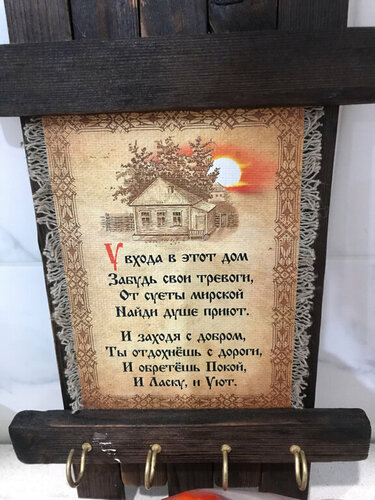 У входа в этот дом
Забудь свои тревоги,
От суеты мирской
Найди душе приют.
И заходя с добром,
Ты отдохнёшь с дороги,
И обретёшь Покой,
И Ласку, и Уют.